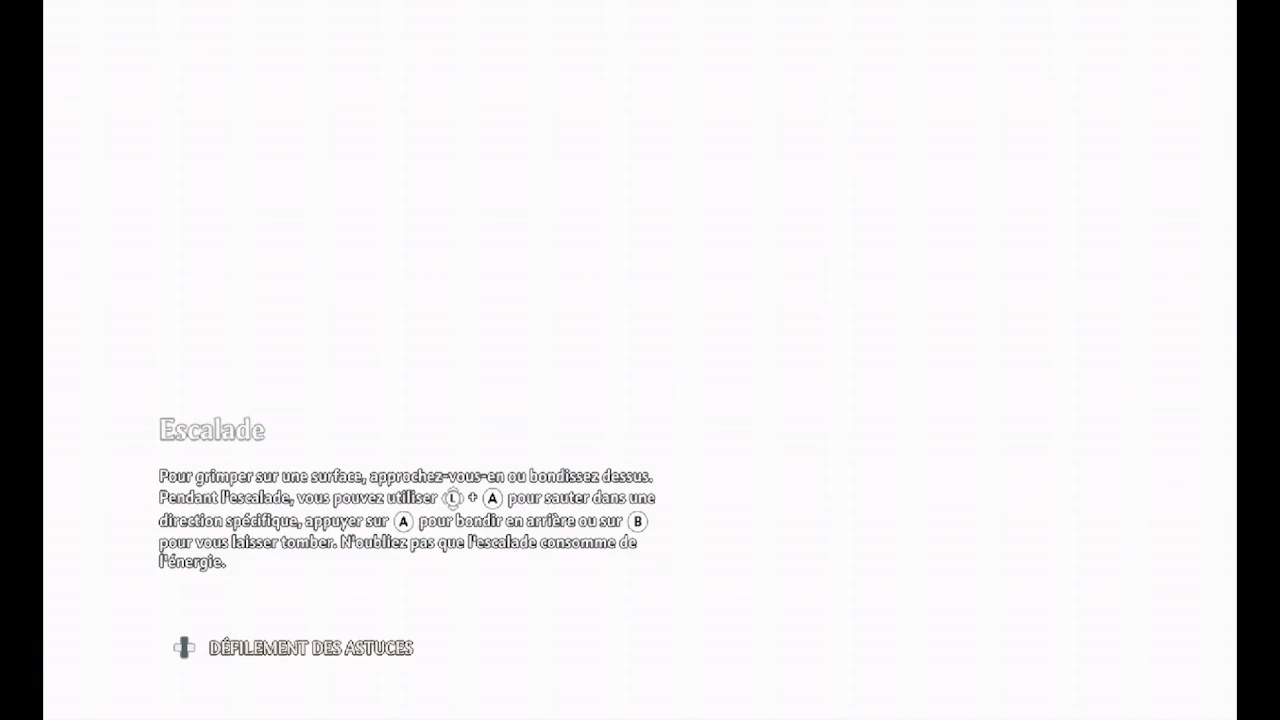 Escalade
Pour grimper sur une surface, approchez-vous-en ou bondissez dessus.
Pendant l'escalade, vous pouvez utiliser L + A pour sauter dans une
direction spécifique, appuyer sur A pour bondir en arrière ou sur B
pour vous laisser tomber. N'oubliez pas que l'escalade consomme de
l'énergie.
DÉFILEMENT DES ASTUCES